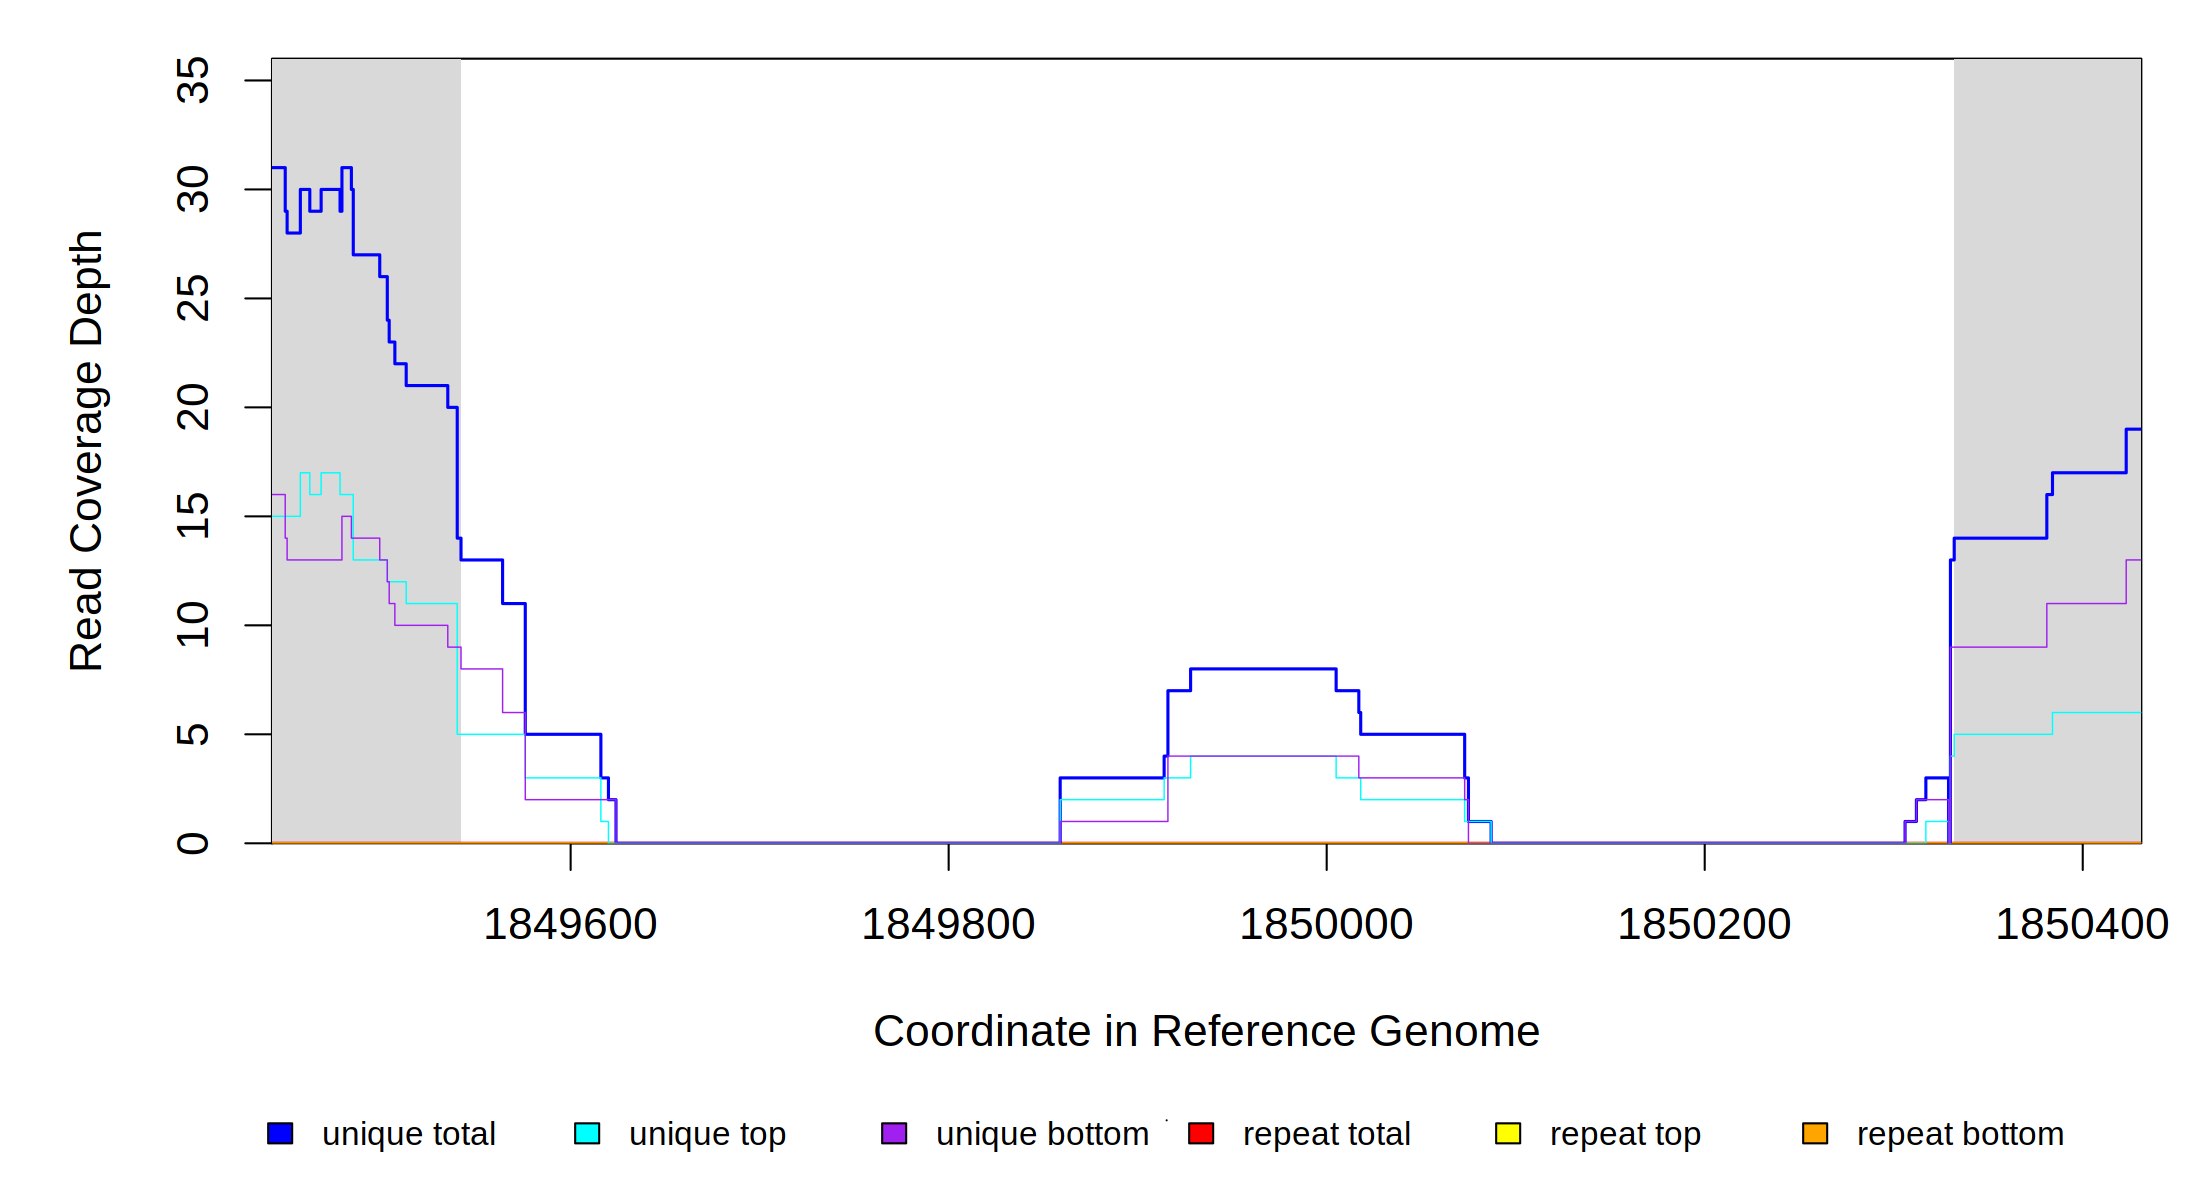 Read Coverage Depth
35
30
25
20
15
10
5
0
1849600 1849800 1850000 1850200 1850400
Coordinate in Reference Genome
unique total unique top unique bottom repeat total repeat top repeat bottom